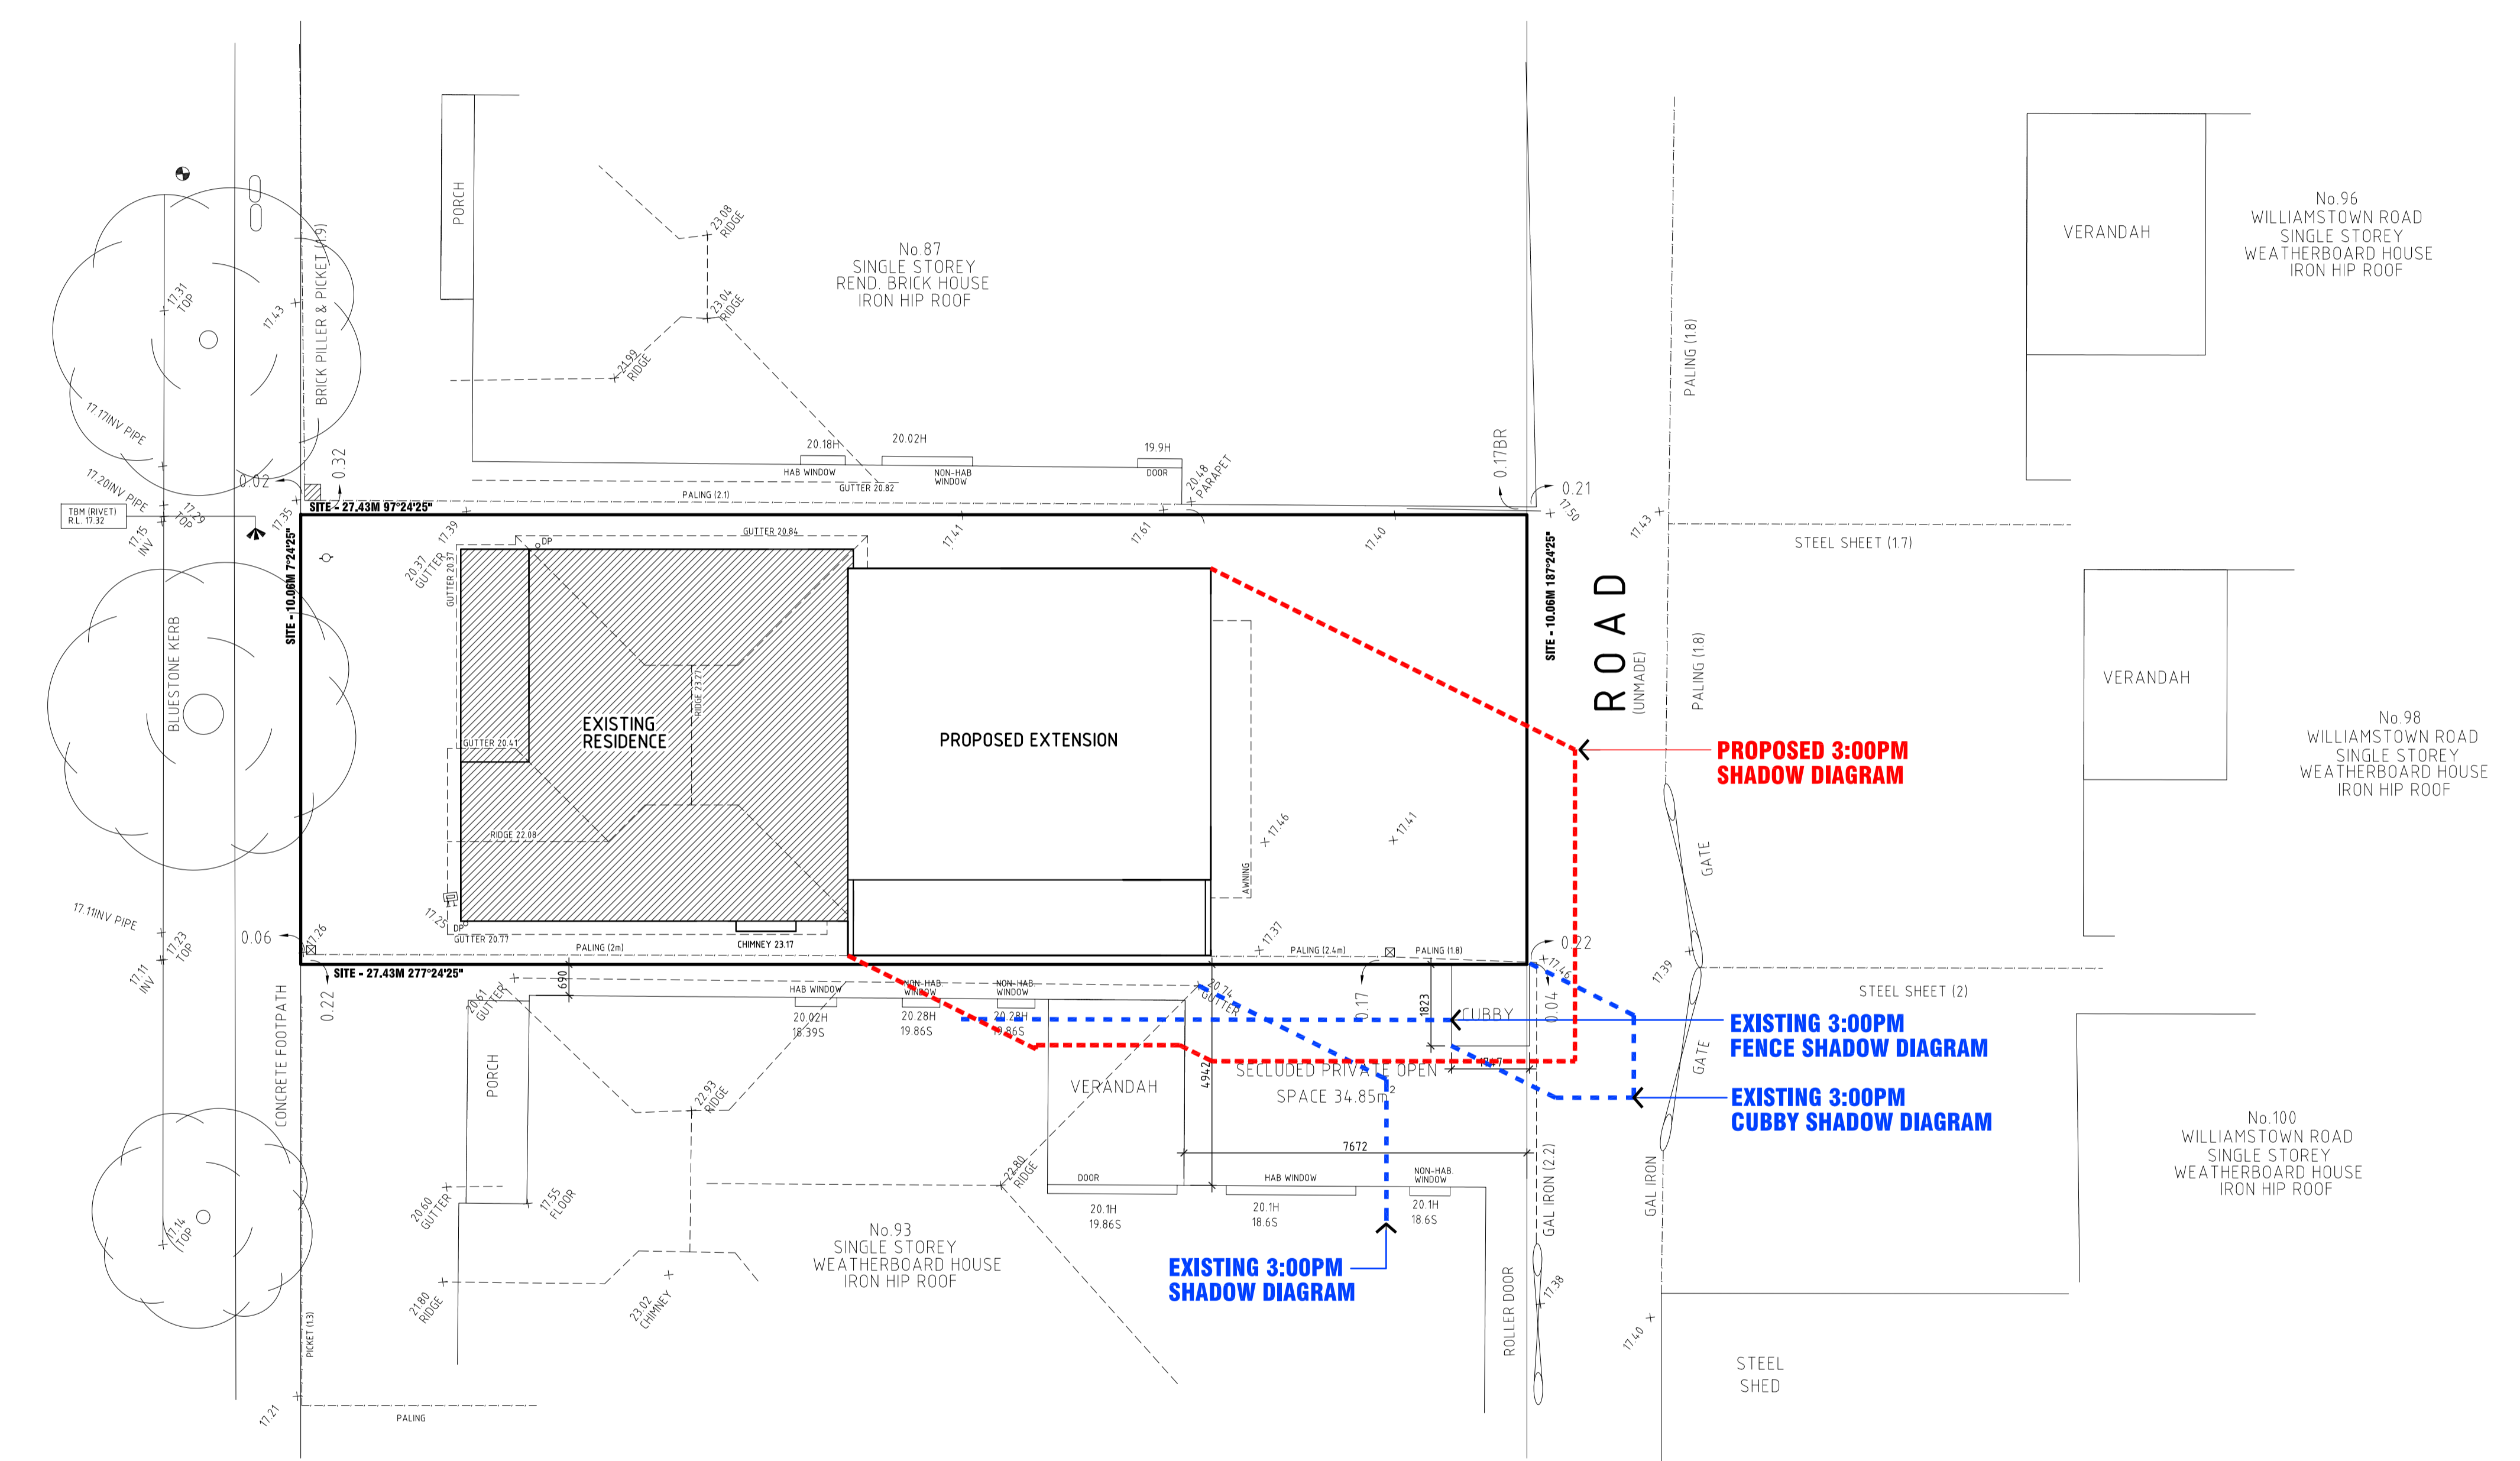 No.96
WILLIAMSTOWN ROAD
SINGLE STOREY
WEATHERBOARD HOUSE
IRON HIP ROOF
VERANDAH
PORCH
23.08
RIDGE
23.04
RIDGE
21.99
RIDGE
No.87
SINGLE STOREY
REND. BRICK HOUSE
IRON HIP ROOF
BRICK PILLER & PICKET (1.9)
17.31
TOP
17.43
PALING (1.8)
17.17INV PIPE
17.20INV PIPE
0.02
0.32
20.18H
20.02H
19.9H
HAB WINDOW
NON-HAB
WINDOW
DOOR
GUTTER 20.82
20.48
PARAPET
0.17BR
0.21
17.50
17.43
PALING (2.1)
TBM (RIVET)
R.L. 17.32
17.29
TOP
17.15
INV
17.35
SITE - 27.43M 97°24'25"
17.39
17.41
17.61
17.40
STEEL SHEET (1.7)
DP
GUTTER 20.84
20.37
GUTTER
GUTTER 20.37
SITE - 10.06M 7°24'25"
SITE - 10.06M 187°24'25"
ROAD
(UNMADE)
PALING (1.8)
BLUESTONE KERB
RIDGE 23.27
EXISTING
RESIDENCE
PROPOSED EXTENSION
GUTTER 20.41
RIDGE 22.08
VERANDAH
No.98
WILLIAMSTOWN ROAD
SINGLE STOREY
WEATHERBOARD HOUSE
IRON HIP ROOF
PROPOSED 3:00PM
SHADOW DIAGRAM
17.46
17.41
GATE
AWNING
17.11INV PIPE
17.23
TOP
17.11
INV
0.06
17.26
17.25
DP
GUTTER 20.77
PALING (2m)
CHIMNEY 23.17
17.37
PALING (2.4m)
PALING (1.8)
0.22
17.46
17.39
SITE - 27.43M 277°24'25"
0.22
690
20.61
GUTTER
HAB WINDOW
NON-HAB
WINDOW
NON-HAB
WINDOW
20.02H
18.39S
20.28H
19.86S
20.28H
19.86S
20.74
GUTTER
0.17
1823
CUBBY
0.04
STEEL SHEET (2)
EXISTING 3:00PM
FENCE SHADOW DIAGRAM
EXISTING 3:00PM
CUBBY SHADOW DIAGRAM
GATE
CONCRETE FOOTPATH
PORCH
22.93
RIDGE
VERANDAH
4942
SECLUDED PRIVATE OPEN
SPACE 34.85m2
7672
No.100
WILLIAMSTOWN ROAD
SINGLE STOREY
WEATHERBOARD HOUSE
IRON HIP ROOF
22.80
RIDGE
DOOR
HAB WINDOW
NON-HAB.
WINDOW
20.1H
19.86S
20.1H
18.6S
20.1H
18.6S
GAL IRON (2.2)
GAL IRON
20.60
GUTTER
17.55
FLOOR
17.14
TOP
No.93
SINGLE STOREY
WEATHERBOARD HOUSE
IRON HIP ROOF
EXISTING 3:00PM
SHADOW DIAGRAM
21.80
RIDGE
23.02
CHIMNEY
ROLLER DOOR
17.38
17.40
PICKET (1.3)
STEEL
SHED
17.21
PALING